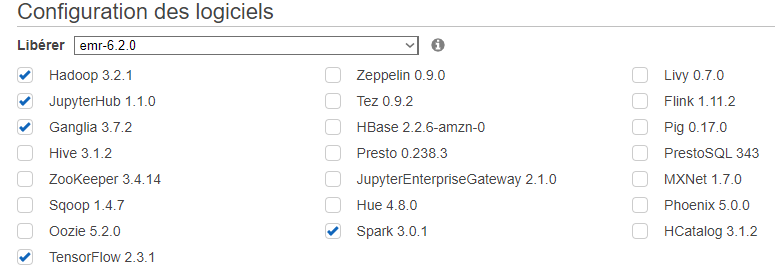 Configuration des logiciels
Libérer emr-6.2.0
Hadoop 3.2.1 Zeppelin 0.9.0 Livy 0.7.0
JupyterHub 1.1.0 Tez 0.9.2 Flink 1.11.2
Ganglia 3.7.2 HBase 2.2.6-amzn-0 Pig 0.17.0
Hive 3.1.2 Presto 0.238.3 PrestoSQL 343
ZooKeeper 3.4.14 JupyterEnterpriseGateway 2.1.0 MXNet 1.7.0
Sqoop 1.4.7 Hue 4.8.0 Phoenix 5.0.0
Oozie 5.2.0 Spark 3.0.1 HCatalog 3.1.2
TensorFlow 2.3.1